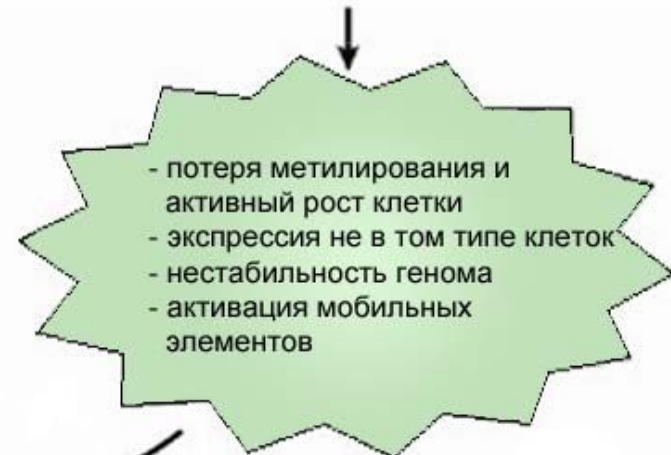 - потеря метилирования и
активный рост клетки
- экспрессия не в том типе клеток
- нестабильность генома
- активация мобильных
элементов